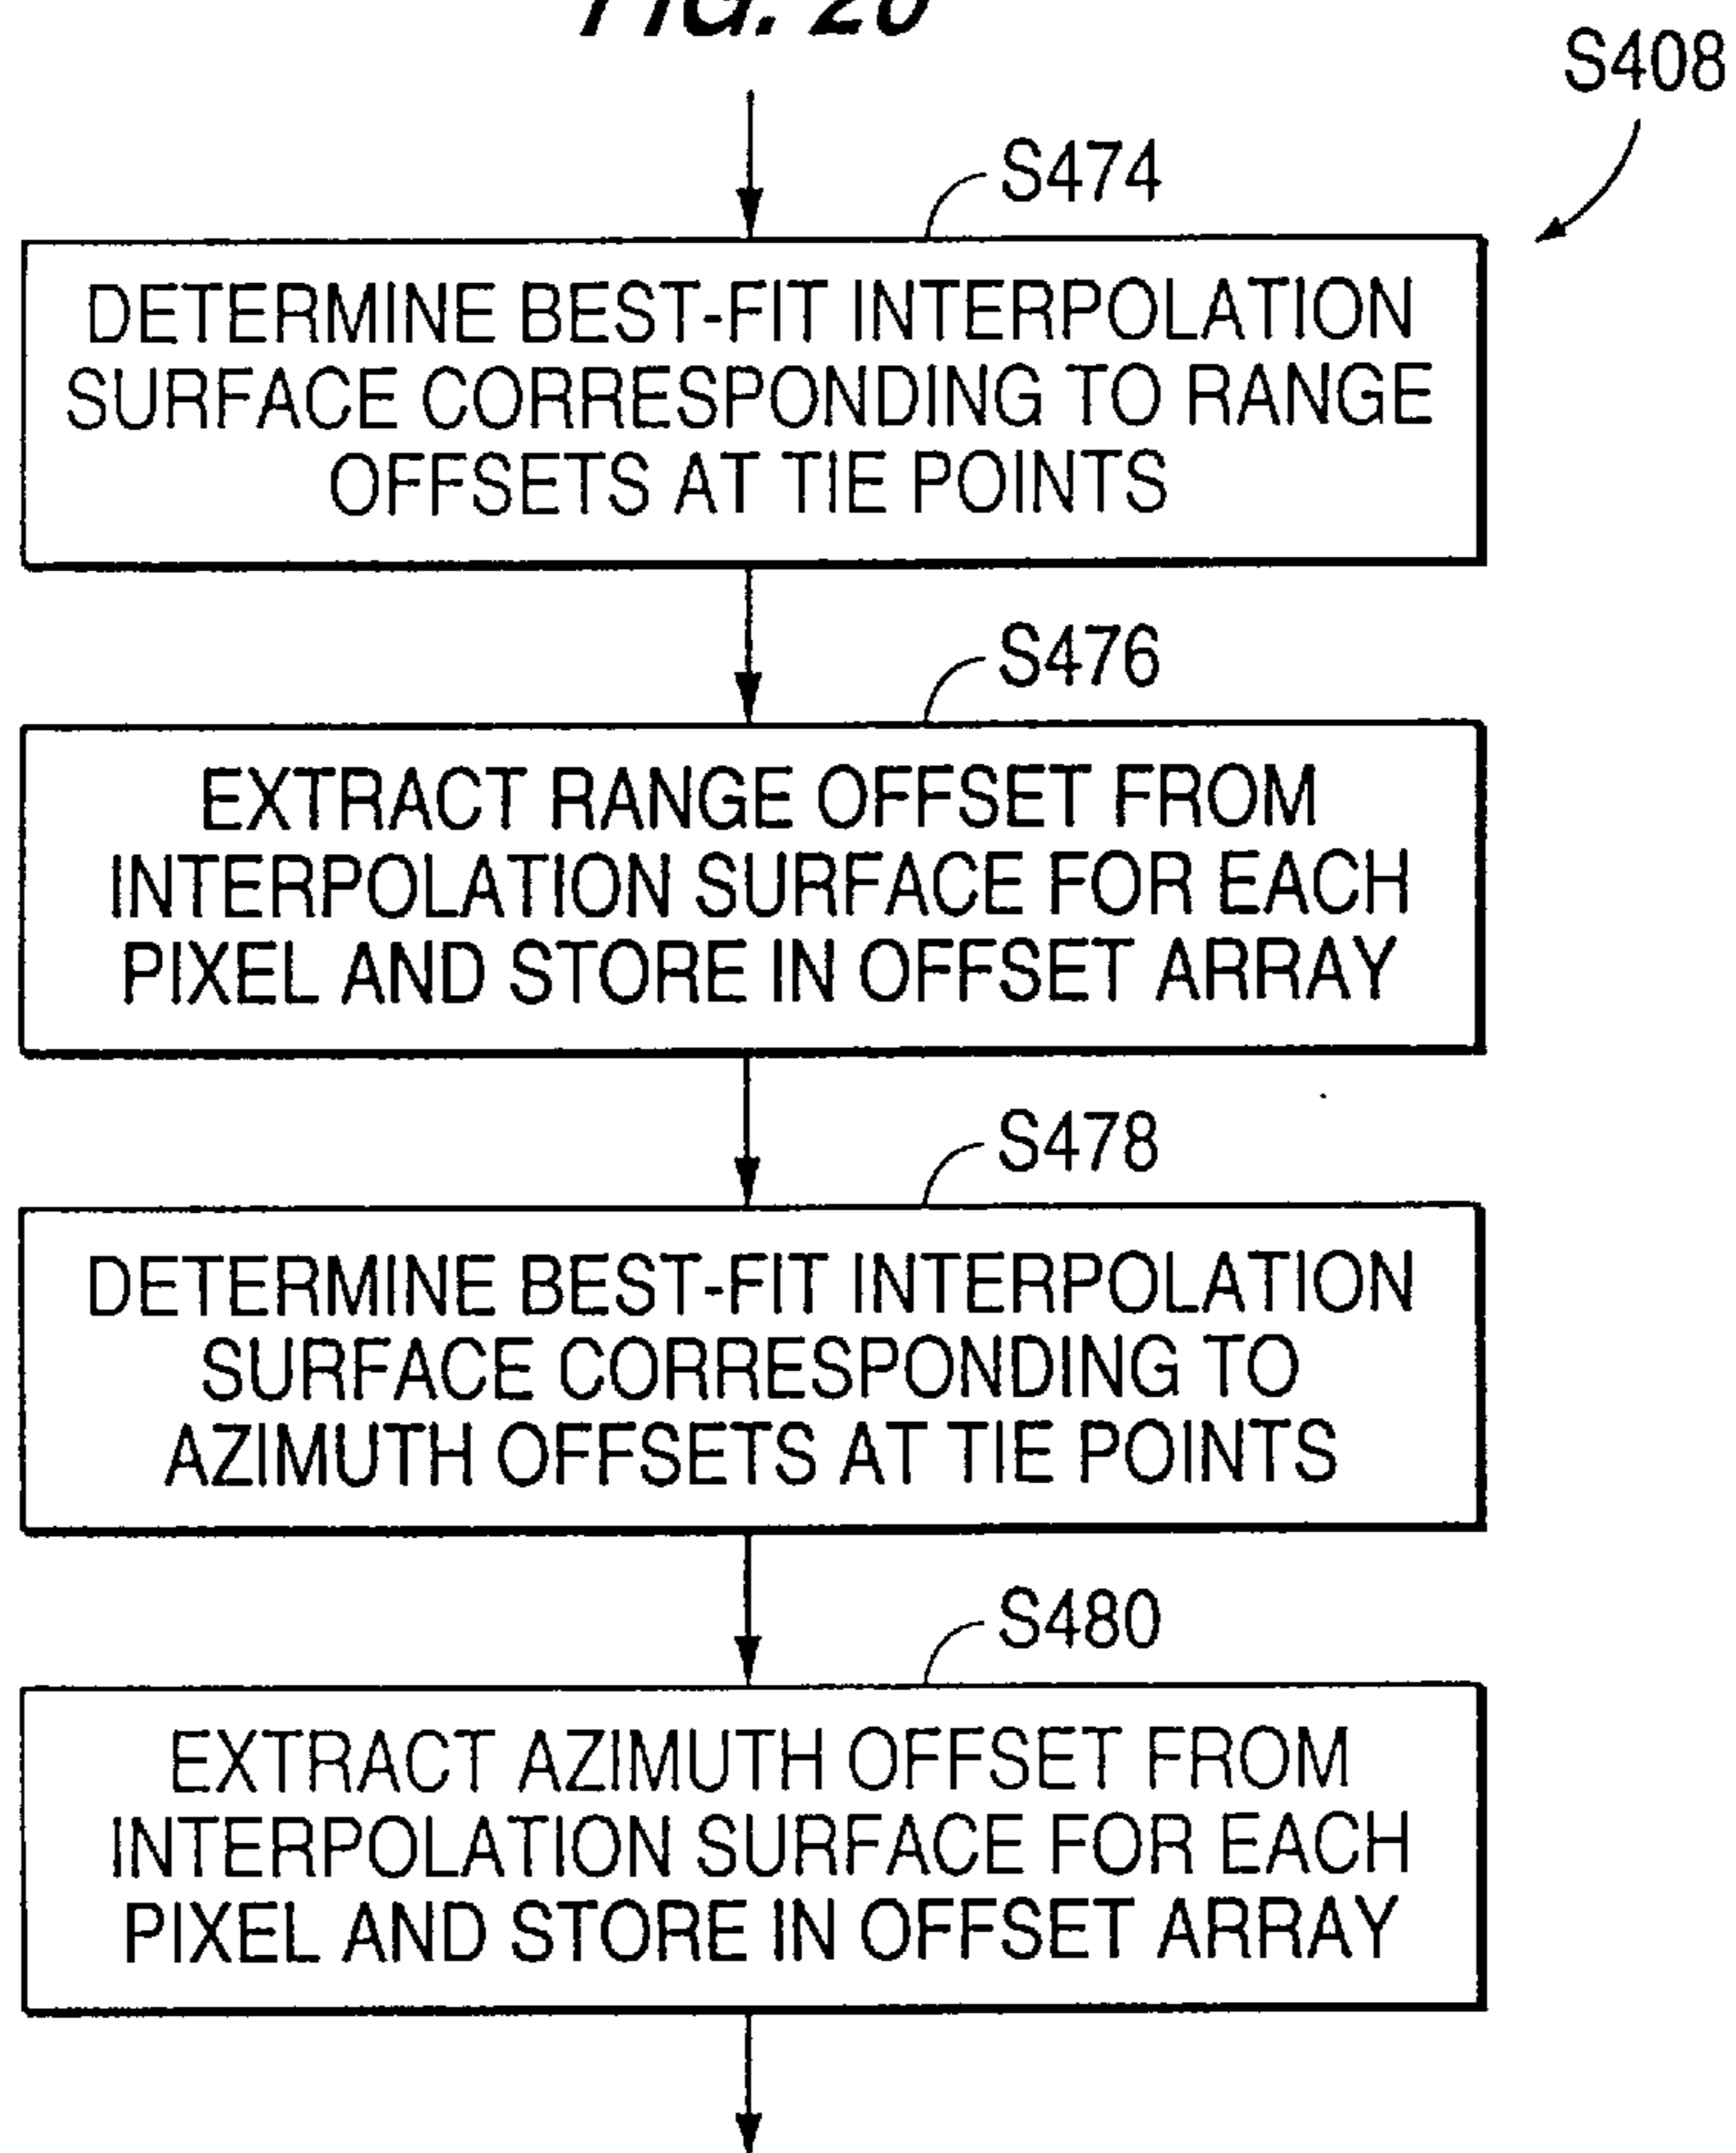 FIG. 20
S408
S474
DETERMINE BEST-FIT INTERPOLATION
SURFACE CORRESPONDING TO RANGE
OFFSETS AT TIE POINTS
S476
EXTRACT RANGE OFFSET FROM
INTERPOLATION SURFACE FOR EACH
PIXEL AND STORE IN OFFSET ARRAY
S478
DETERMINE BEST-FIT INTERPOLATION
SURFACE CORRESPONDING TO
AZIMUTH OFFSETS AT TIE POINTS
S480
EXTRACT AZIMUTH OFFSET FROM
INTERPOLATION SURFACE FOR EACH
PIXEL AND STORE IN OFFSET ARRAY